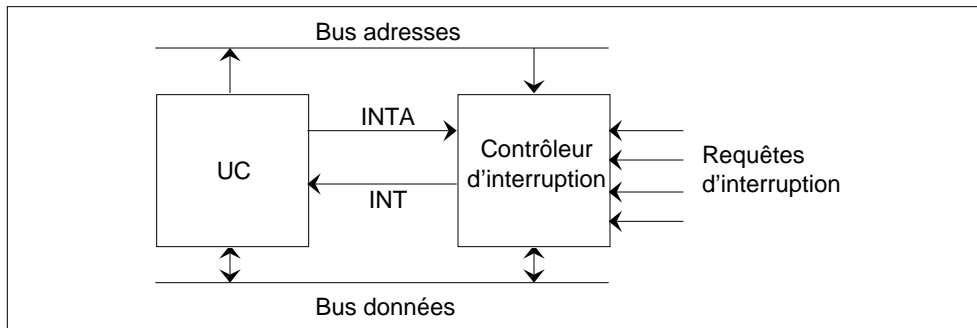 Bus adresses
INTA
UC
Contrôleur
d'interruption
Requêtes
d'interruption
INT
Bus données